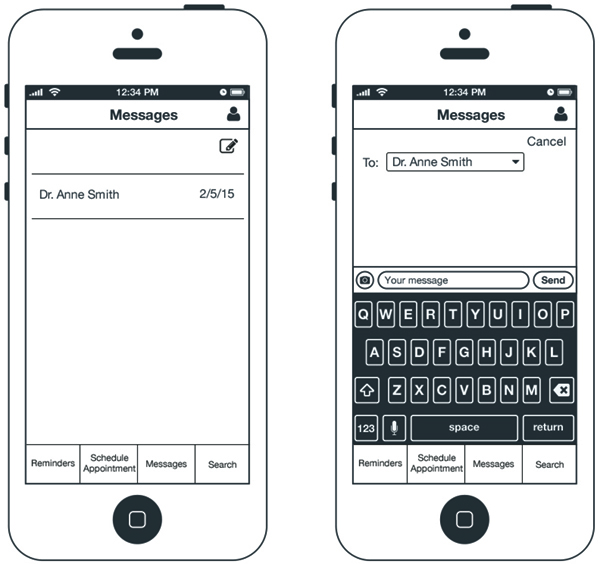 12:34 PM
Messages
Dr. Anne Smith 2/5/15
Reminders
Schedule
Appointment
Messages
Search
12:34 PM
Messages
Cancel
To: Dr. Anne Smith
Your message Send
Q W E R T Y U I O P
A S D F G H J K L
Z X C V B N M
123 space return
Reminders
Schedule
Appointment
Messages
Search